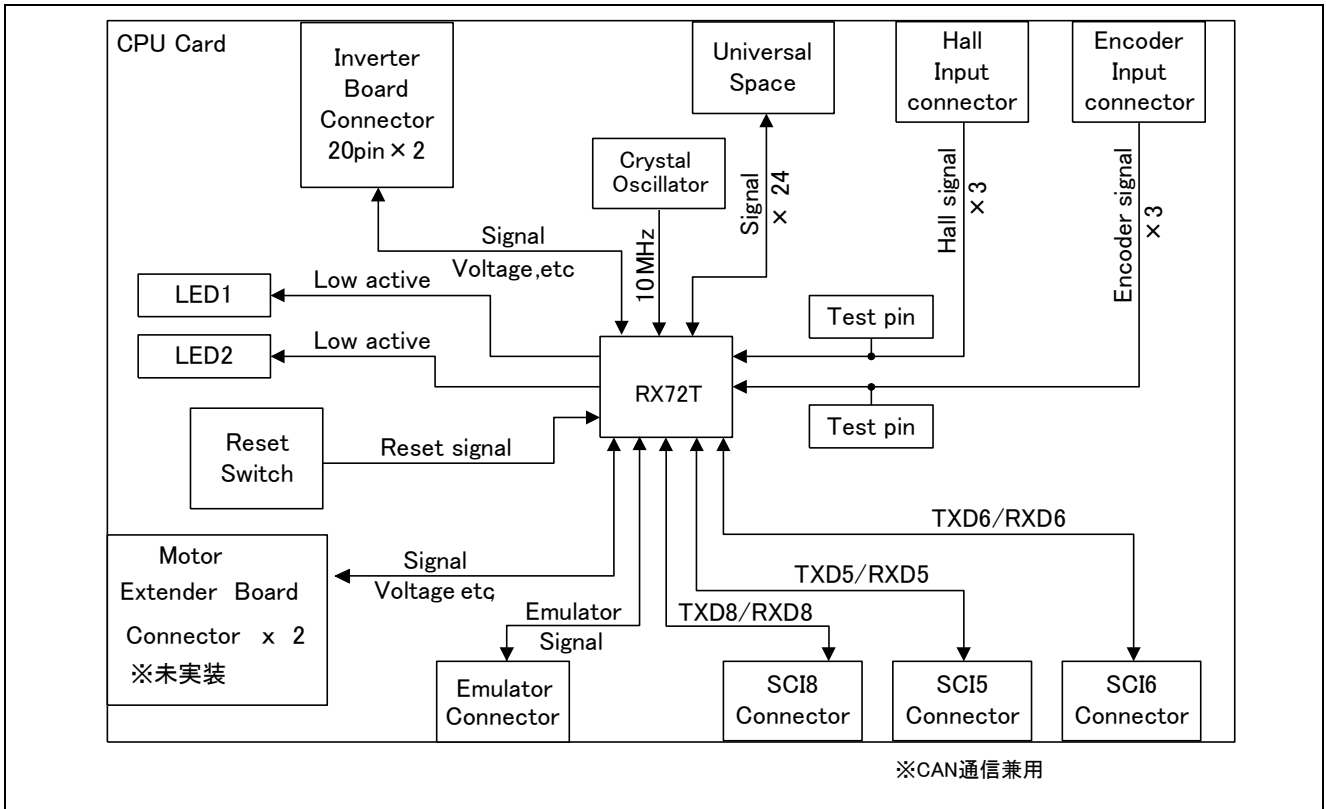 CPU Card
Inverter
Board
Connector
20pin × 2
Universal
Space
Hall
Input
connector
Encoder
Input
connector
Crystal
Oscillator
Signal
× 24
Hall signal
×3
Encoder signal
×3
10MHz
Signal
Voltage,etc
LED1
Low active
LED2
Low active
Test pin
RX72T
Test pin
Reset
Switch
Reset signal
Motor
Extender Board
Connector x 2
※未実装
Signal
Voltage etc,
Emulator
Signal
TXD8/RXD8
TXD5/RXD5
TXD6/RXD6
Emulator
Connector
SCI8
Connector
SCI5
Connector
SCI6
Connector
※CAN通信兼用